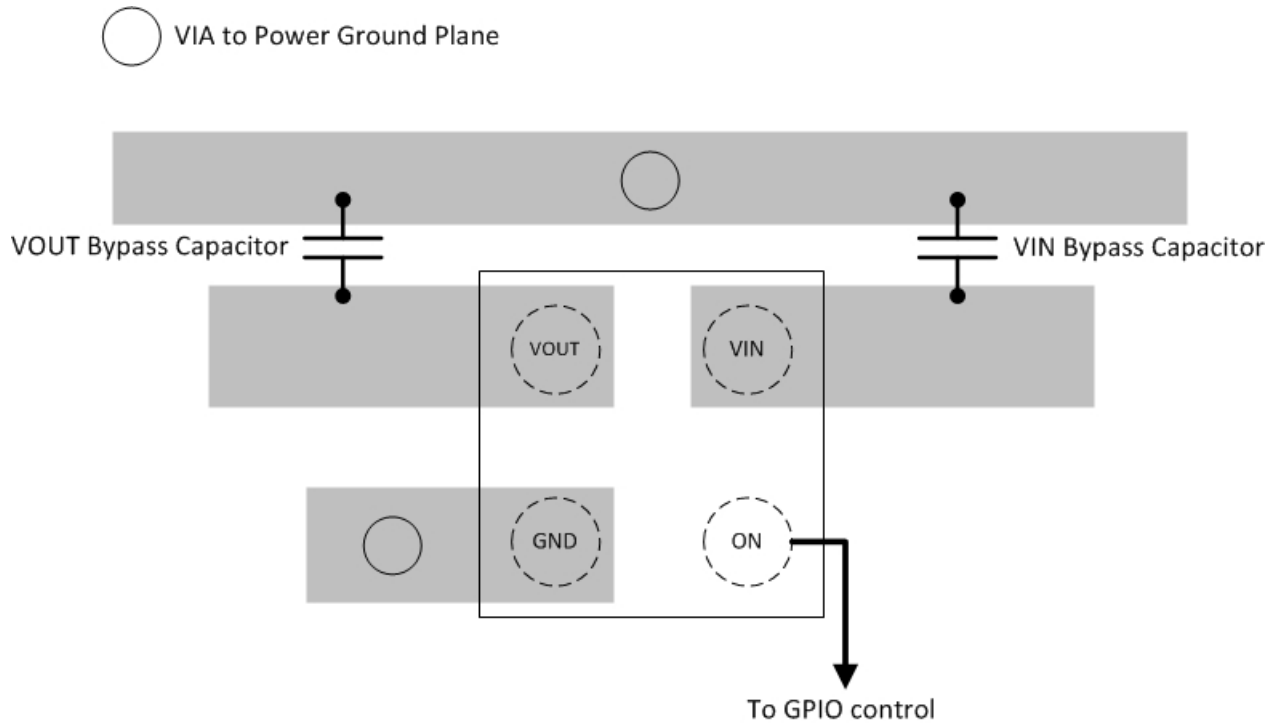 VIA to Power Ground Plane
VOUT Bypass Capacitor
VIN Bypass Capacitor
VOUT
VIN
GND
ON
To GPIO control